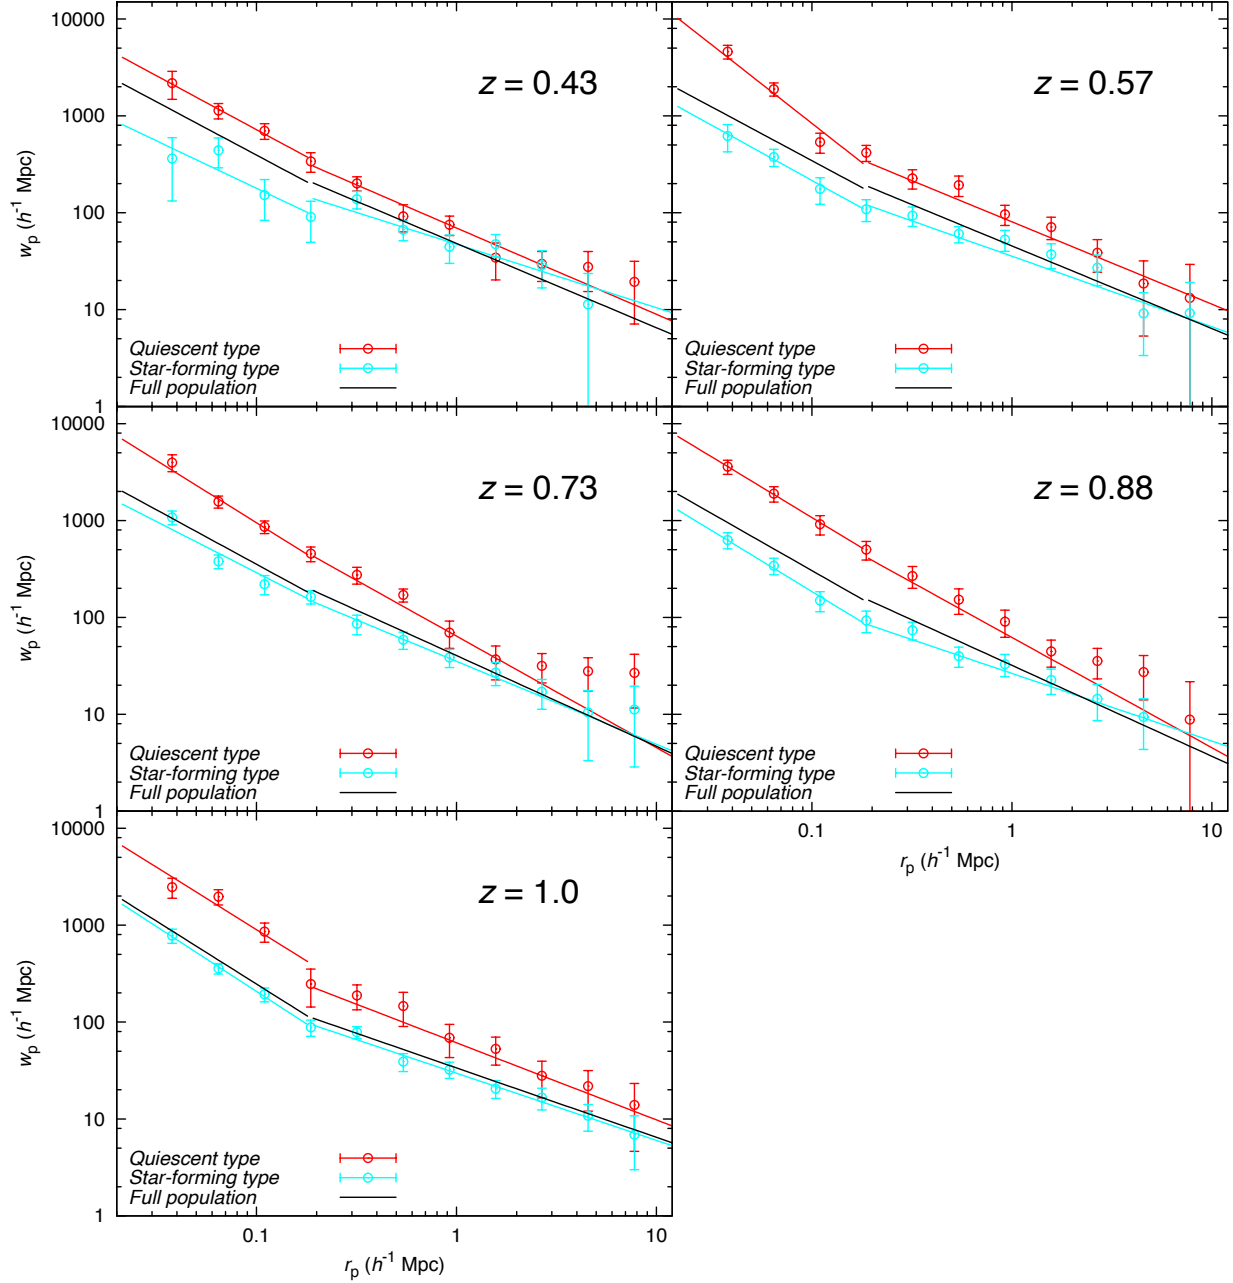 10000
1000
100
10
1
w_p (h^-1 Mpc)
z = 0.43
Quiescent type
Star-forming type
Full population
z = 0.57
Quiescent type
Star-forming type
Full population
10000
1000
100
10
1
w_p (h^-1 Mpc)
z = 0.73
Quiescent type
Star-forming type
Full population
z = 0.88
Quiescent type
Star-forming type
Full population
0.1 1 10
r_p (h^-1 Mpc)
10000
1000
100
10
1
w_p (h^-1 Mpc)
z = 1.0
Quiescent type
Star-forming type
Full population
0.1 1 10
r_p (h^-1 Mpc)